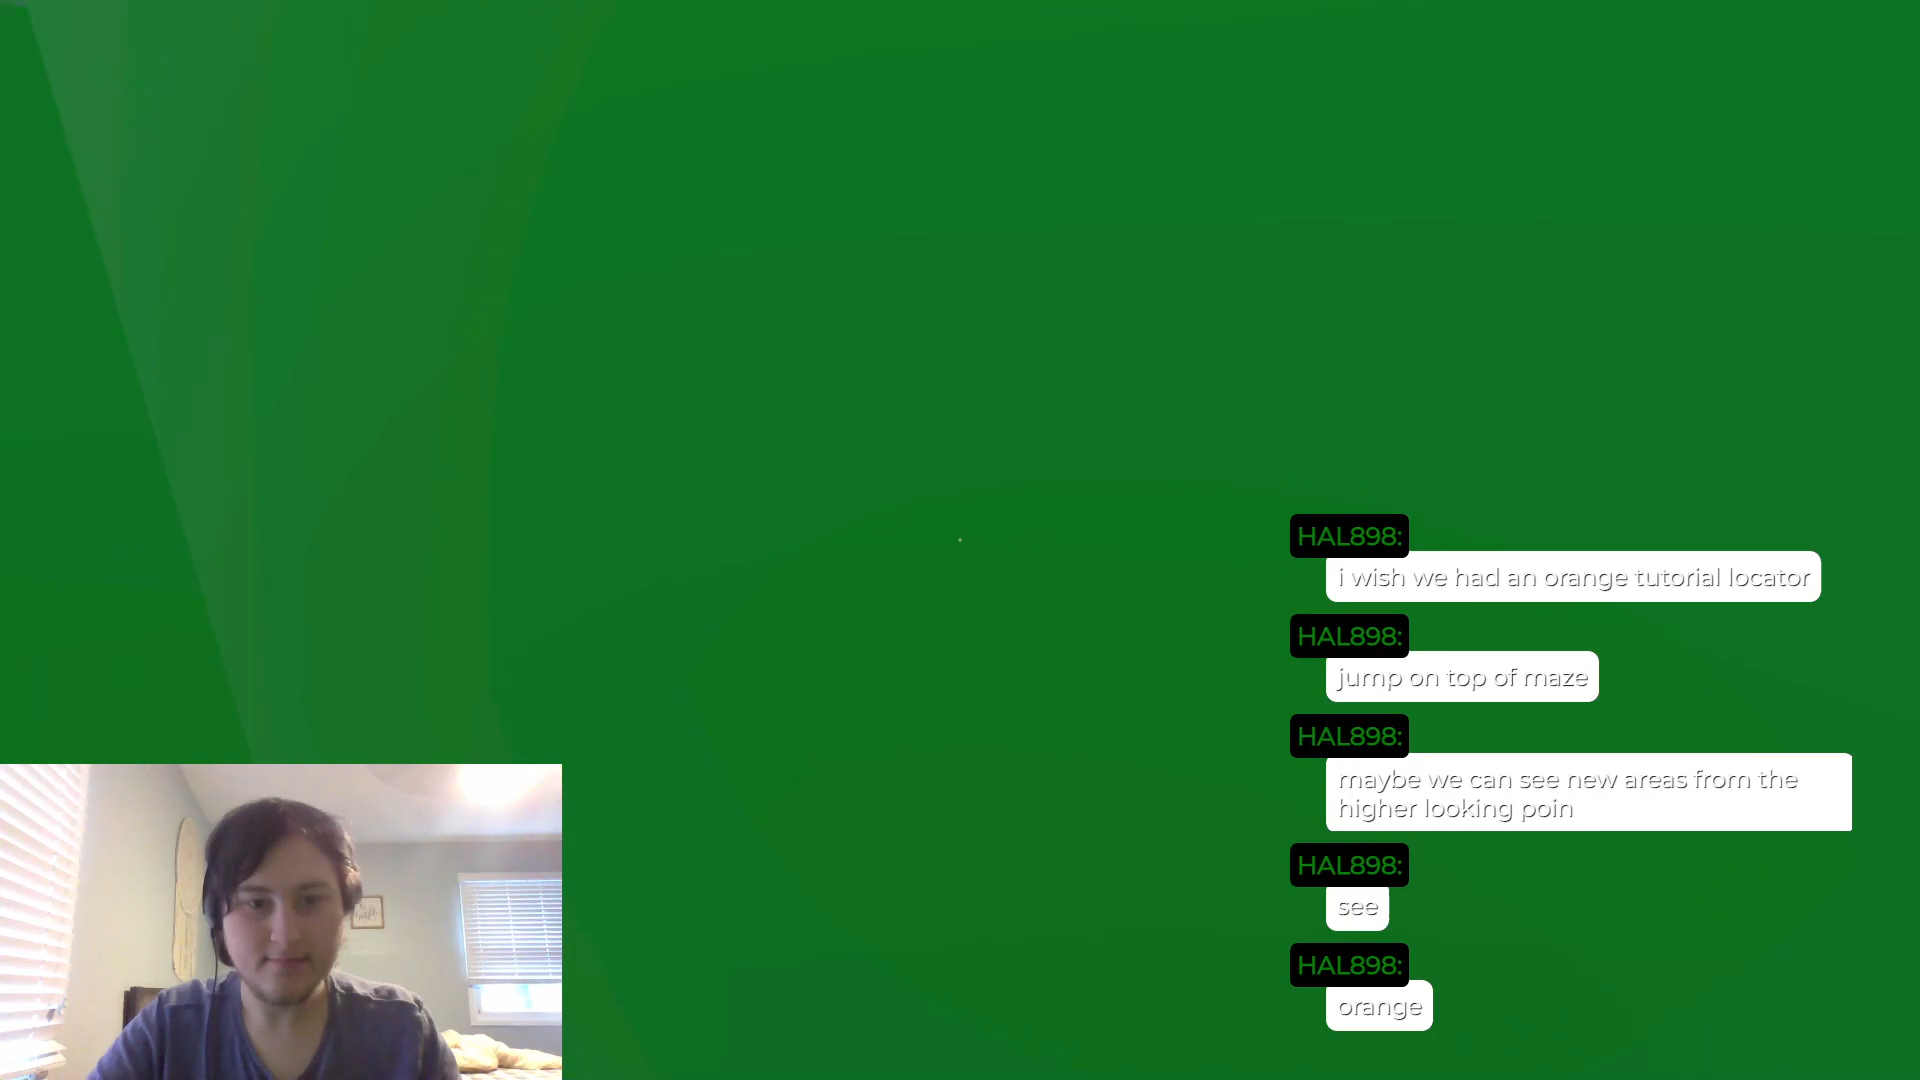 HAL898:
i wish we had an orange tutorial locator
HAL898:
jump on top of maze
HAL898:
maybe we can see new areas from the
higher looking poin
HAL898:
see
HAL898:
orange